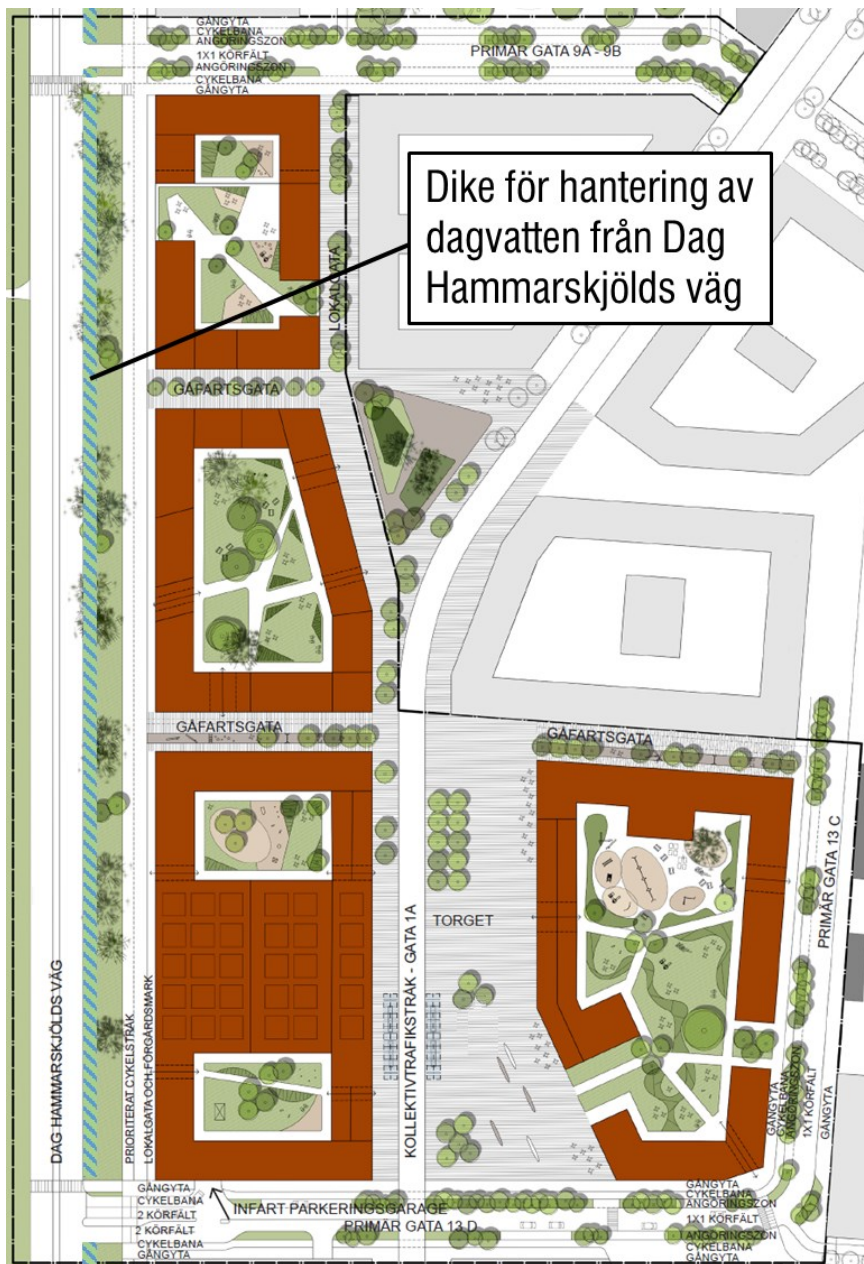 GÅNGYTA
CYKELBANA
ANGÖRINGSZON
1X1 KÖRFÄLT
ANGÖRINGSZON
CYKELBANA
GÅNGYTA
PRIMÄR GATA 9A - 9B
Dike för hantering av
dagvatten från Dag
Hammarskjölds väg
LOKALGATA
GÅFARTSGATA
GÅFARTSGATA
GÅFARTSGATA
PRIMÄR GATA 13 C
TORGET
KOLLEKTIVTRAFIKSTRÅK - GATA 1A
DAG HAMMARSKJÖLDS VÄG
PRIORITERAT CYKELSTRÅK
LOKALGATA OCH FÖRGÅRDSMARK
GÅNGYTA
CYKELBANA
ANGÖRINGSZON
1X1 KÖRFÄLT
GÅNGYTA
GÅNGYTA
CYKELBANA
2 KÖRFÄLT
2 KÖRFÄLT
CYKELBANA
GÅNGYTA
INFART PARKERINGSGARAGE
PRIMÄR GATA 13 D
GÅNGYTA
CYKELBANA
ANGÖRINGSZON
1X1 KÖRFÄLT
ANGÖRINGSZON
CYKELBANA
GÅNGYTA